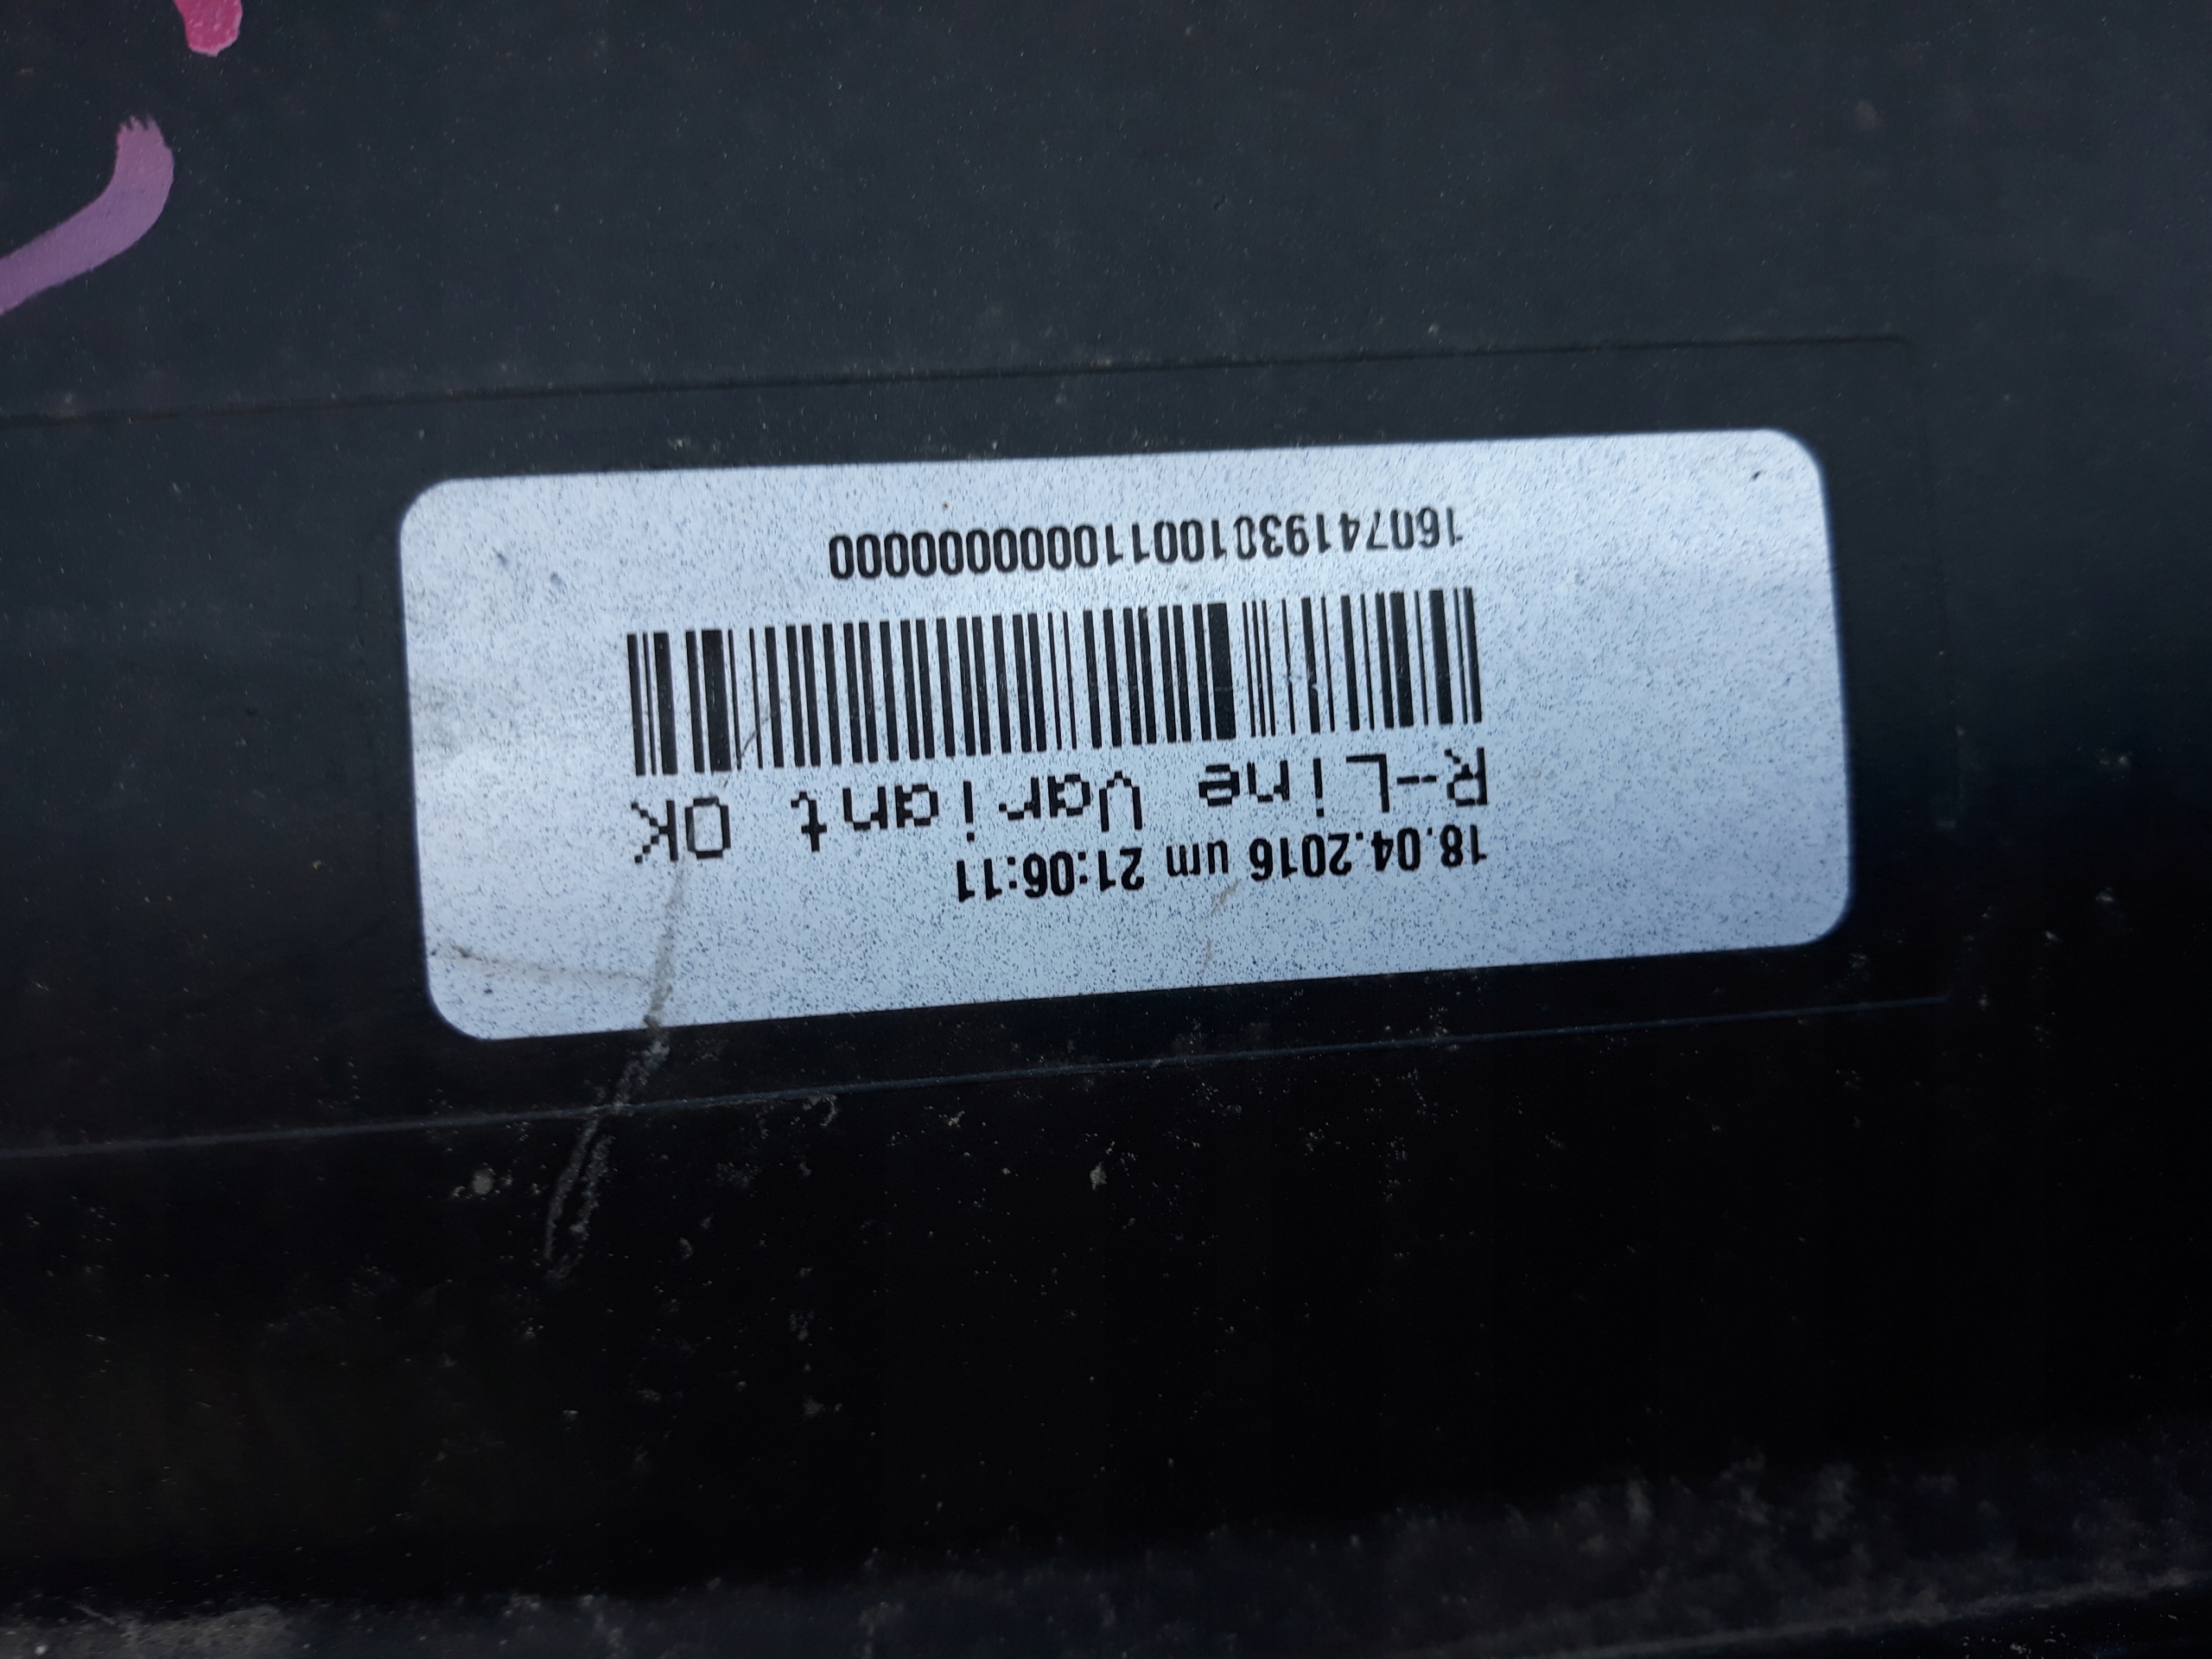 18.04.2016 um 21:06:11
R-Line Variant OK
160741930100110000000000